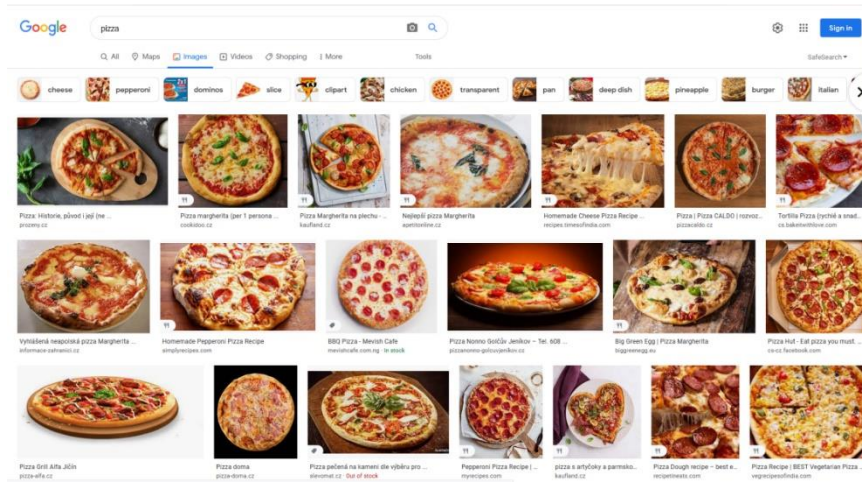 Google
pizza
Sign in
All Maps Images Videos Shopping More Tools
SafeSearch
cheese pepperoni dominos slice clipart chicken transparent pan deep dish pineapple burger italian
Pizza: Historie, původ i její (ne ... Pizza margherita (per 1 persona ... Pizza Margherita na plechu - ... Nejlepší pizza Margherita Homemade Cheese Pizza Recipe ... Pizza | Pizza CALDO | rozvoz... Tortilla Pizza (rychlé a snad...
prozeny.cz cookidoo.cz kaufland.cz apetitonline.cz recipes.timesofindia.com pizzacaldo.cz cs.bakeitwithlove.com
Vyhlášená neapolská pizza Margherita ... Homemade Pepperoni Pizza Recipe BBQ Pizza - Mevish Cafe Pizza Nonno Golčův Jeníkov – Tel. 608 ... Big Green Egg | Pizza Margherita Pizza Hut - Eat pizza you must. ...
informace-zahranici.cz simplyrecipes.com mevishcafe.com.ng · In stock pizzanonno-golcuvjenikov.cz biggreenegg.eu cs-cz.facebook.com
Pizza Grill Alfa Jičín Pizza doma Pizza pečená na kameni dle výběru pro ... Pepperoni Pizza Recipe | ... pizza s artyčoky a parmsko... Pizza Dough recipe – best e... Pizza Recipe | BEST Vegetarian Pizza ...
pizza-alfa.cz pizza-doma.cz slevomat.cz · Out of stock myrecipes.com kaufland.cz recipetineats.com vegrecipesofindia.com